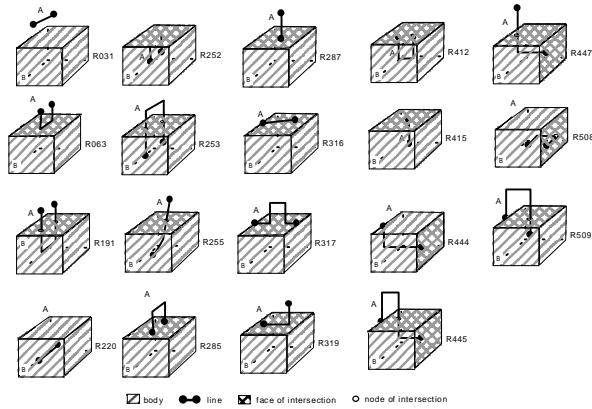 A
B
R031
A
B
R252
A
B
R287
A
B
R412
A
B
R447
A
B
R063
A
B
R253
A
B
R316
A
B
R415
A
B
R508
A
B
R191
A
B
R255
A
B
R317
A
B
R444
A
B
R509
A
B
R220
A
B
R285
A
B
R319
A
B
R445
body line face of intersection node of intersection